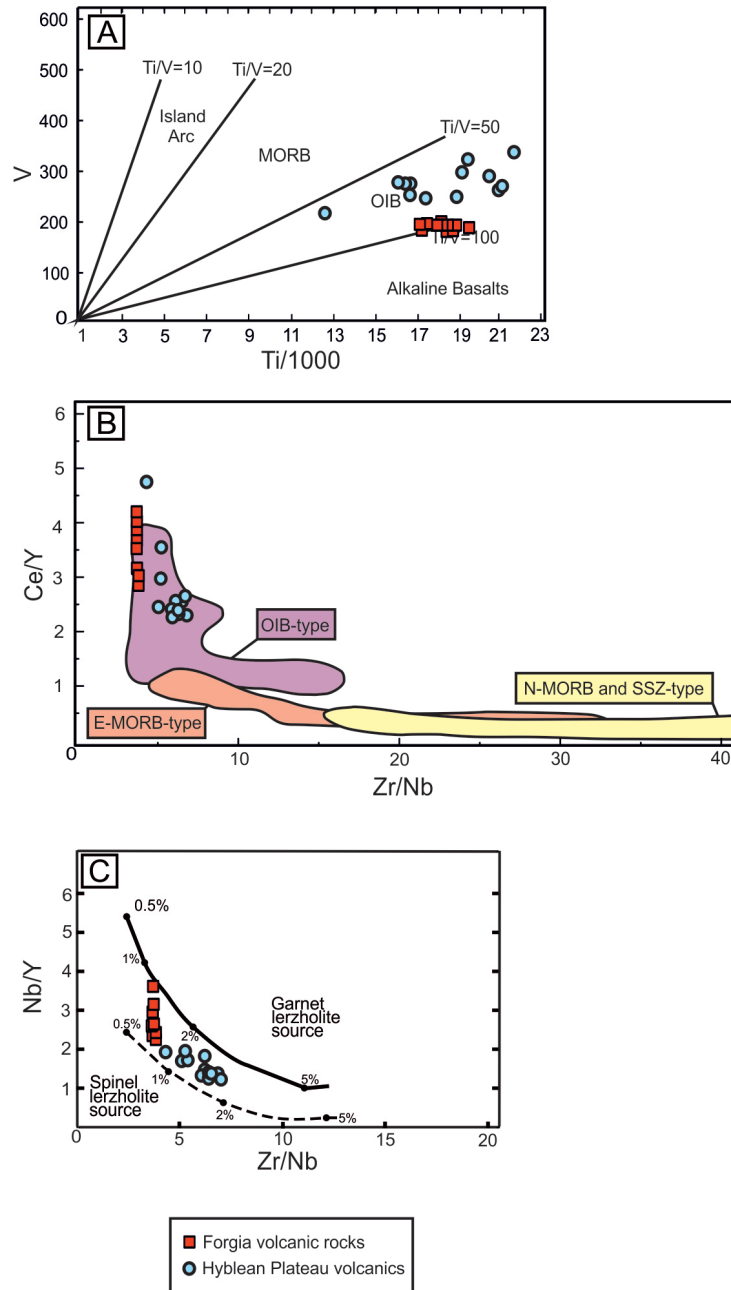 A
600
500
400
300
200
100
0
V
Ti/V=10
Ti/V=20
Island
Arc
MORB
Ti/V=50
OIB
Ti/V=100
Alkaline Basalts
1 3 5 7 9 11 13 15 17 19 21 23
Ti/1000
B
6
5
4
3
2
1
0
Ce/Y
OIB-type
N-MORB and SSZ-type
E-MORB-type
10 20 30 40
Zr/Nb
C
6
5
4
3
2
1
0
Nb/Y
0.5%
1%
2%
5%
Garnet
lerzholite
source
0.5%
1%
2%
5%
Spinel
lerzholite
source
5 10 15 20
Zr/Nb
Forgia volcanic rocks
Hyblean Plateau volcanics